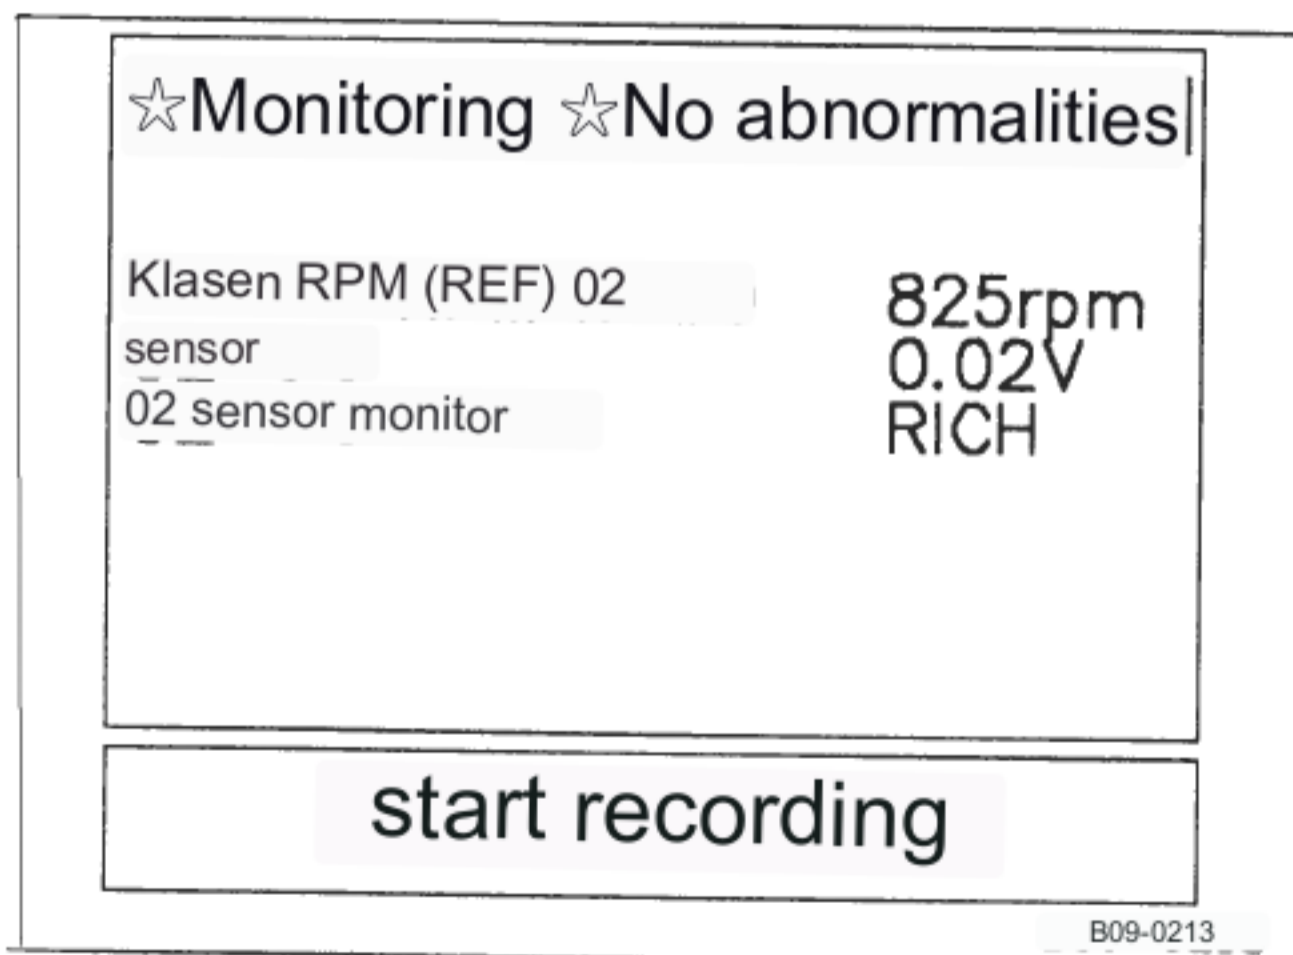 ☆Monitoring ☆No abnormalities
Klasen RPM (REF) 02 825rpm
sensor 0.02V
02 sensor monitor RICH
start recording
B09-0213